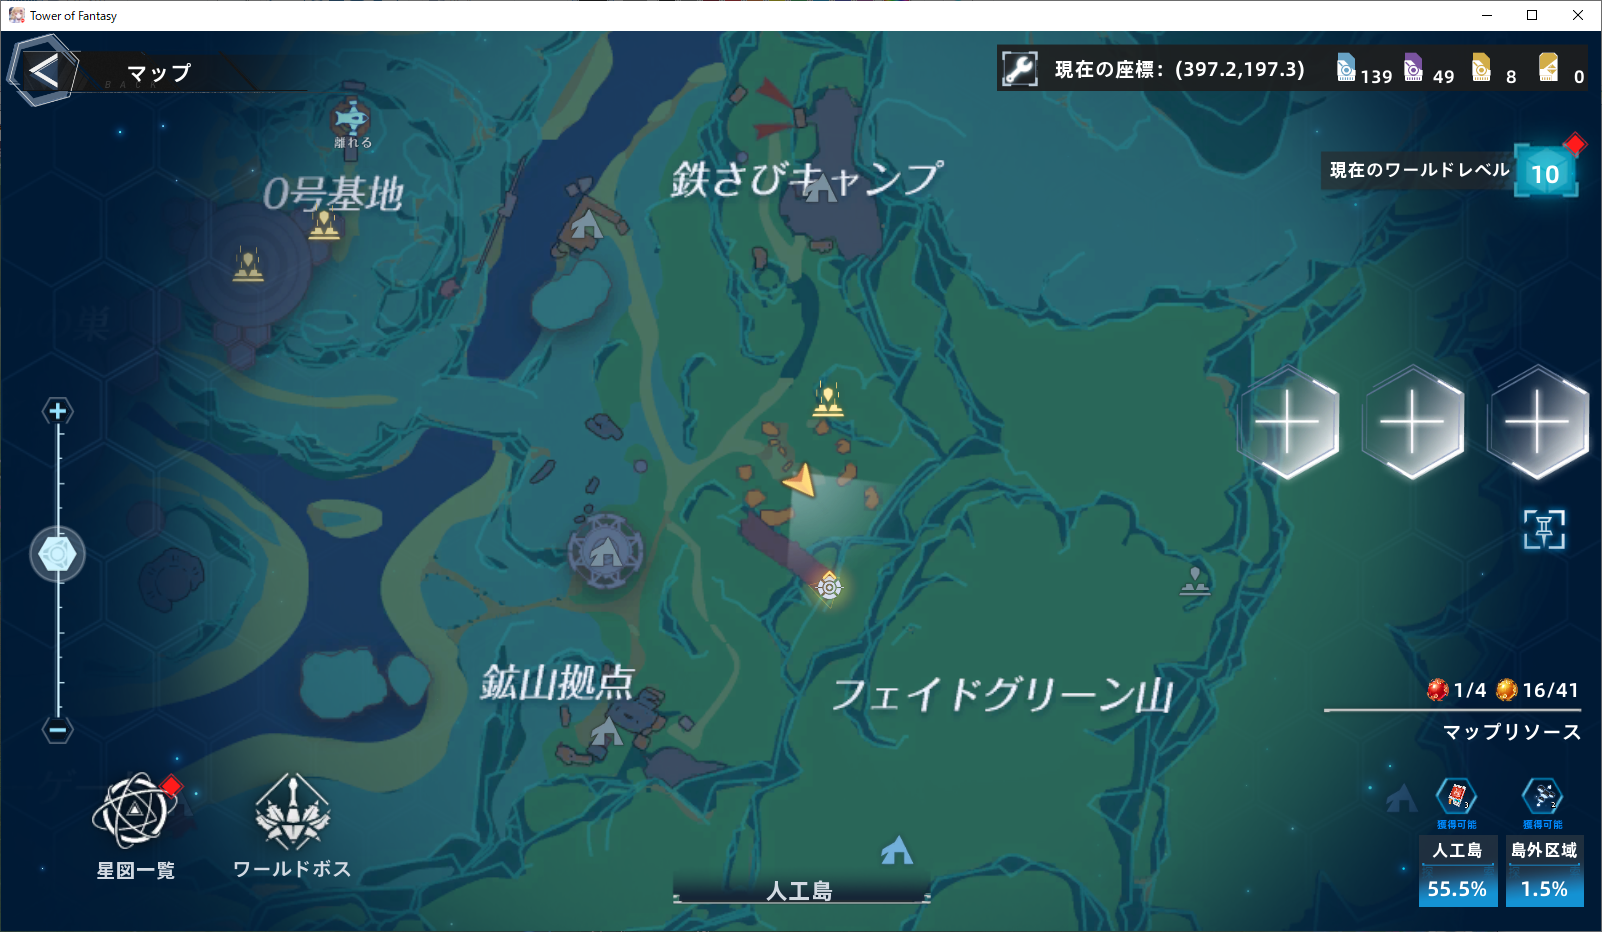 Tower of Fantasy
マップ
BACK
現在の座標：(397.2,197.3)
139
49
8
0
離れる
0号基地
鉄さびキャンプ
現在のワールドレベル
10
の巣
鉱山拠点
フェイドグリーン山
1/4
16/41
マップリソース
3
2
獲得可能
獲得可能
星図一覧
ワールドボス
人工島
人工島
55.5%
島外区域
1.5%